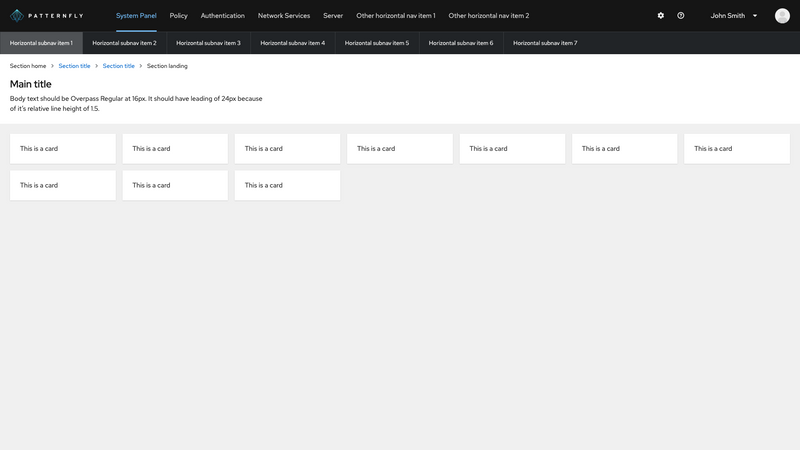 PATTERNFLY System Panel Policy Authentication Network Services Server Other horizontal nav item 1 Other horizontal nav item 2 John Smith
Horizontal subnav item 1 Horizontal subnav item 2 Horizontal subnav item 3 Horizontal subnav item 4 Horizontal subnav item 5 Horizontal subnav item 6 Horizontal subnav item 7
Section home > Section title > Section title > Section landing
Main title
Body text should be Overpass Regular at 16px. It should have leading of 24px because
of it's relative line height of 1.5.
This is a card This is a card This is a card This is a card This is a card This is a card This is a card
This is a card This is a card This is a card